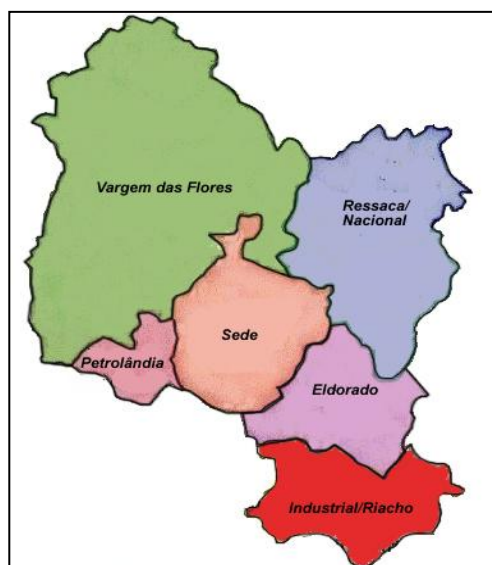 Vargem das Flores
Ressaca/
Nacional
Sede
Petrolândia
Eldorado
Industrial/Riacho